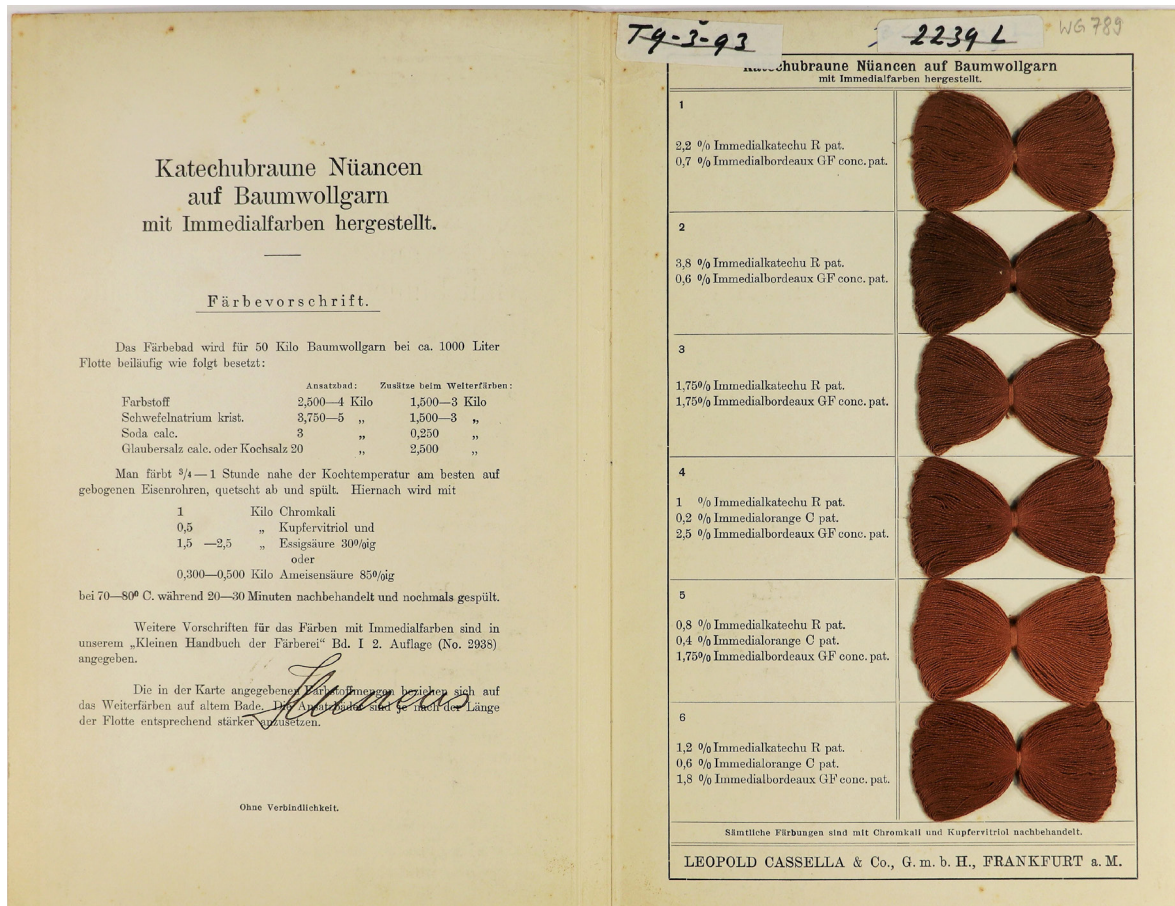 Katechubraune Nüancen
auf Baumwollgarn
mit Immedialfarben hergestellt.
Färbevorschrift.
Das Färbebad wird für 50 Kilo Baumwollgarn bei ca. 1000 Liter
Flotte beiläufig wie folgt besetzt:
Ansatzbad: Zusätze beim Weiterfärben:
Farbstoff 2,500—4 Kilo 1,500—3 Kilo
Schwefelnatrium krist. 3,750—5 „ 1,500—3 „
Soda calc. 3 „ 0,250 „
Glaubersalz calc. oder Kochsalz 20 „ 2,500 „
Man färbt 3/4—1 Stunde nahe der Kochtemperatur am besten auf
gebogenen Eisenrohren, quetscht ab und spült. Hiernach wird mit
1 Kilo Chromkali
0,5 „ Kupfervitriol und
1,5 —2,5 „ Essigsäure 30%ig
oder
0,300—0,500 Kilo Ameisensäure 85%ig
bei 70—80° C. während 20—30 Minuten nachbehandelt und nochmals gespült.
Weitere Vorschriften für das Färben mit Immedialfarben sind in
unserem „Kleinen Handbuch der Färberei" Bd. I 2. Auflage (No. 2938)
angegeben.
Die in der Karte angegebenen Farbstoffmengen beziehen sich auf
das Weiterfärben auf altem Bade. Die Ansatzbäder sind je nach der Länge
der Flotte entsprechend stärker anzusetzen.
Ohne Verbindlichkeit.
T9-3-93 2239 L WG 789
Katechubraune Nüancen auf Baumwollgarn
mit Immedialfarben hergestellt.
1
2,2 % Immedialkatechu R pat.
0,7 % Immedialbordeaux GF conc. pat.
2
3,8 % Immedialkatechu R pat.
0,6 % Immedialbordeaux GF conc. pat.
3
1,75% Immedialkatechu R pat.
1,75% Immedialbordeaux GF conc. pat.
4
1 % Immedialkatechu R pat.
0,2 % Immedialorange C pat.
2,5 % Immedialbordeaux GF conc. pat.
5
0,8 % Immedialkatechu R pat.
0,4 % Immedialorange C pat.
1,75% Immedialbordeaux GF conc. pat.
6
1,2 % Immedialkatechu R pat.
0,6 % Immedialorange C pat.
1,8 % Immedialbordeaux GF conc. pat.
Sämtliche Färbungen sind mit Chromkali und Kupfervitriol nachbehandelt.
LEOPOLD CASSELLA & Co., G. m. b. H., FRANKFURT a. M.